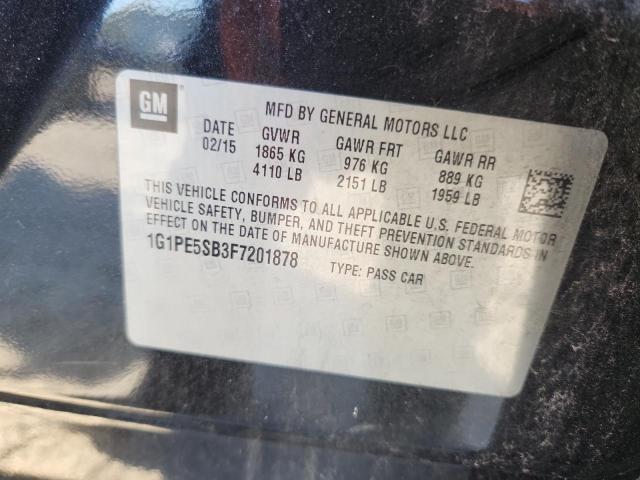 GM
MFD BY GENERAL MOTORS LLC
DATE GVWR GAWR FRT GAWR RR
02/15 1865 KG 976 KG 889 KG
4110 LB 2151 LB 1959 LB
THIS VEHICLE CONFORMS TO ALL APPLICABLE U.S. FEDERAL MOTOR
VEHICLE SAFETY, BUMPER, AND THEFT PREVENTION STANDARDS IN
EFFECT ON THE DATE OF MANUFACTURE SHOWN ABOVE.
1G1PE5SB3F7201878 TYPE: PASS CAR